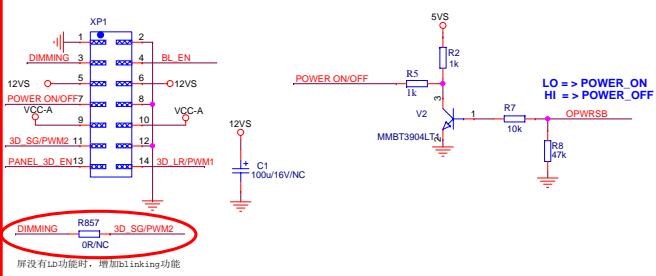 XP1
1 2
DIMMING 3 4 BL_EN
12VS 5 6 12VS
POWER ON/OFF 7 8
VCC-A 9 10 VCC-A
3D_SG/PWM2 11 12
PANEL_3D_EN 13 14 3D_LR/PWM1
12VS
+
C1
100u/16V/NC
DIMMING R857 3D_SG/PWM2
0R/NC
屏没有LD功能时，增加blinking功能
5VS
R2
1k
POWER ON/OFF R5
1k
3
V2 1
MMBT3904LT1
2
R7
10k
OPWRSB
R8
47k
LO = > POWER_ON
HI = > POWER_OFF